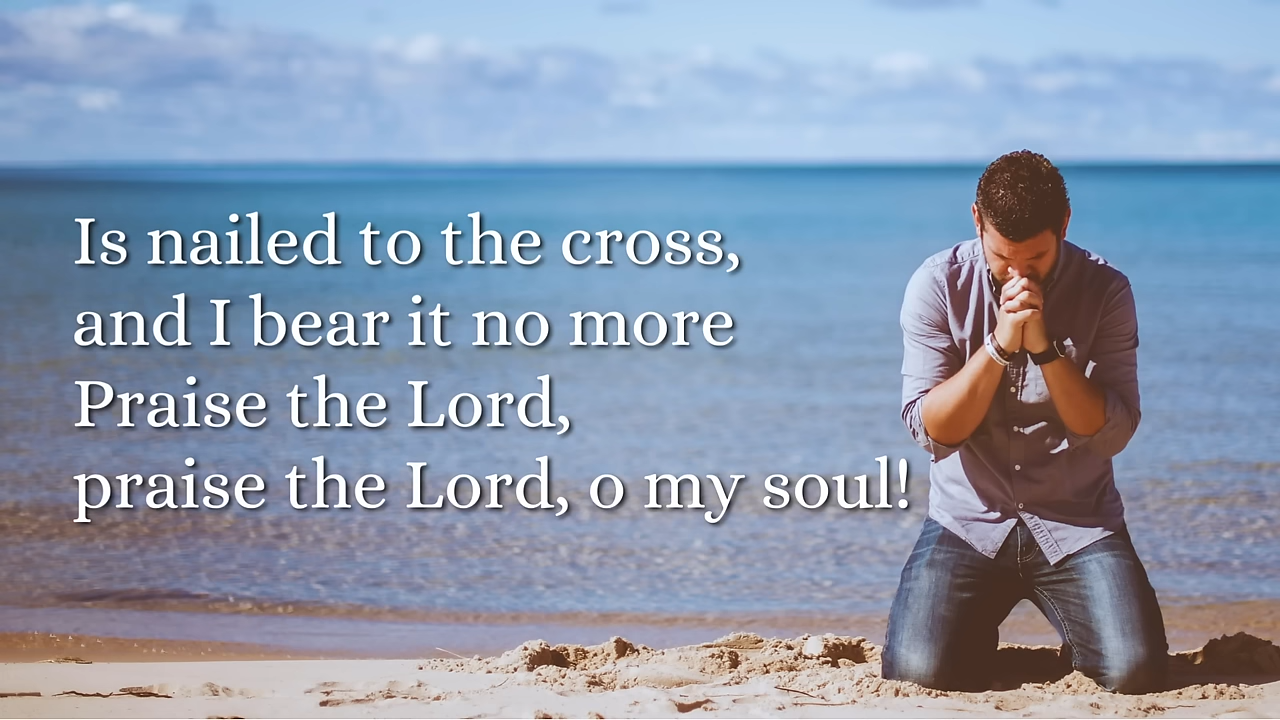 Is nailed to the cross,
and I bear it no more
Praise the Lord,
praise the Lord, o my soul!